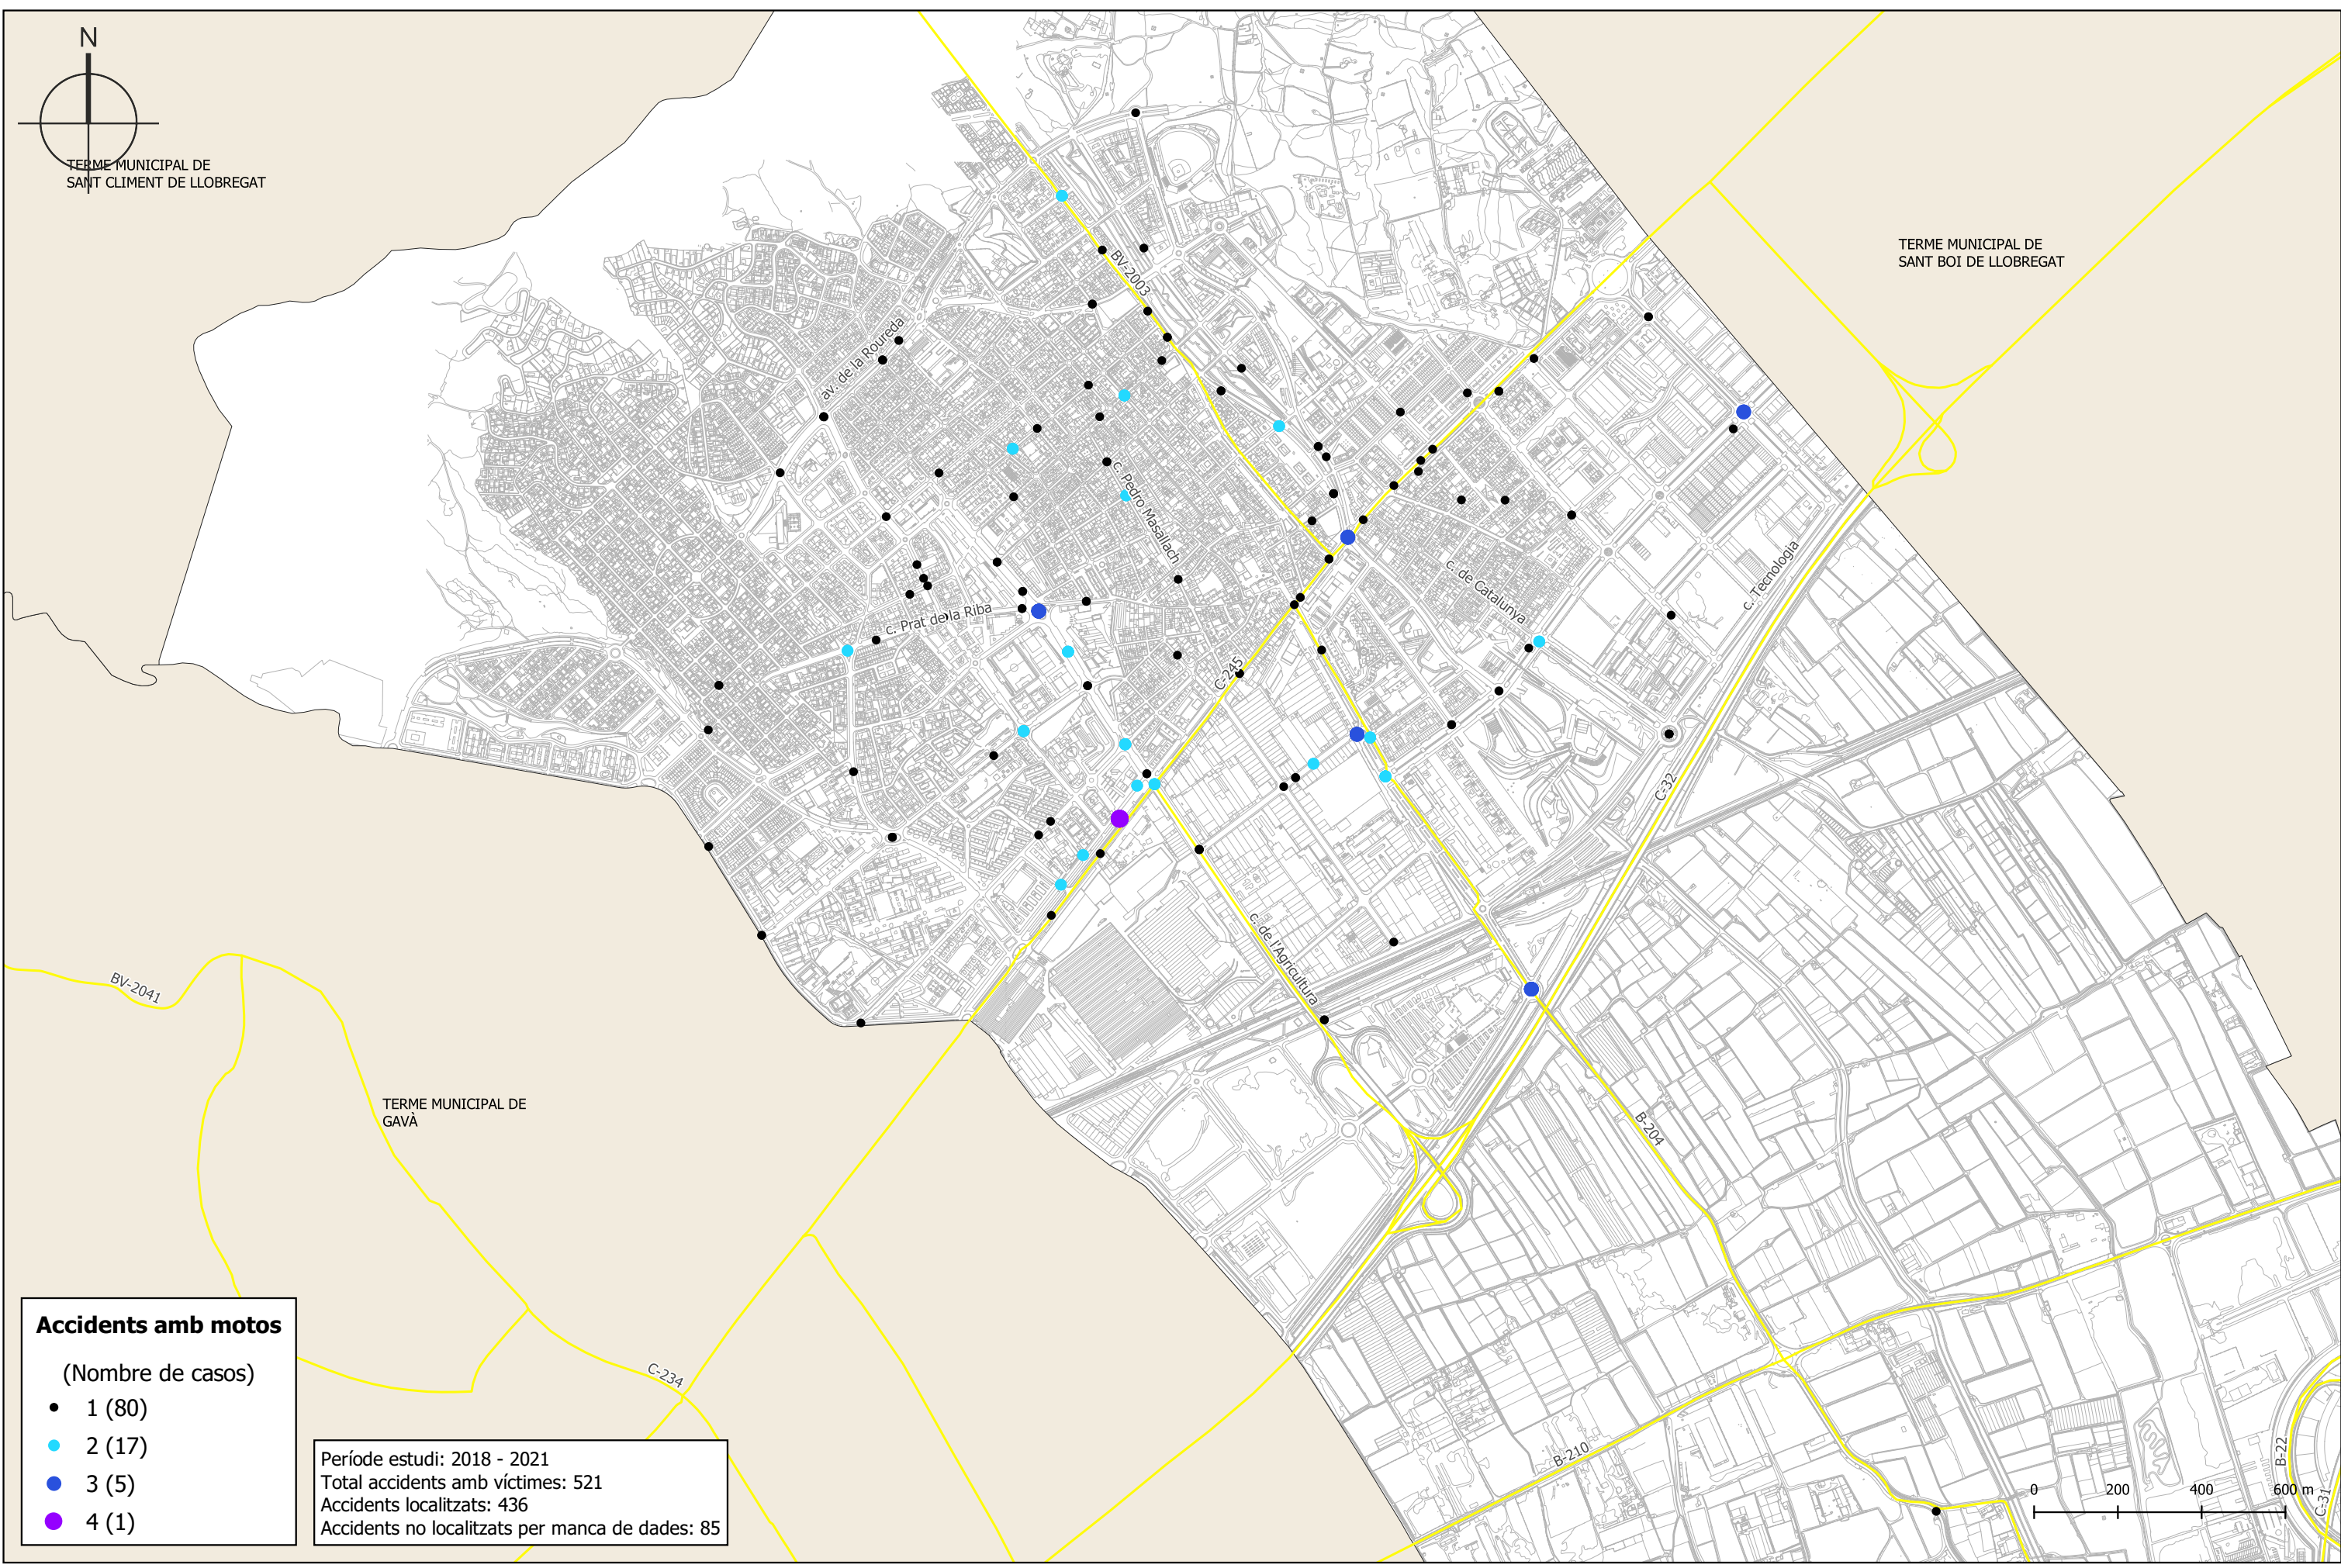 N
TERME MUNICIPAL DE
SANT CLIMENT DE LLOBREGAT
TERME MUNICIPAL DE
SANT BOI DE LLOBREGAT
BV-2003
av. de la Roureda
c. Pedro Masallach
c. Prat de la Riba
c. de Catalunya
c. Tecnologia
C-245
C-32
c. de l'Agricultura
BV-2041
TERME MUNICIPAL DE
GAVÀ
B-204
C-234
B-210
B-22
C-31
Accidents amb motos
(Nombre de casos)
1 (80)
2 (17)
3 (5)
4 (1)
Període estudi: 2018 - 2021
Total accidents amb víctimes: 521
Accidents localitzats: 436
Accidents no localitzats per manca de dades: 85
0 200 400 600 m